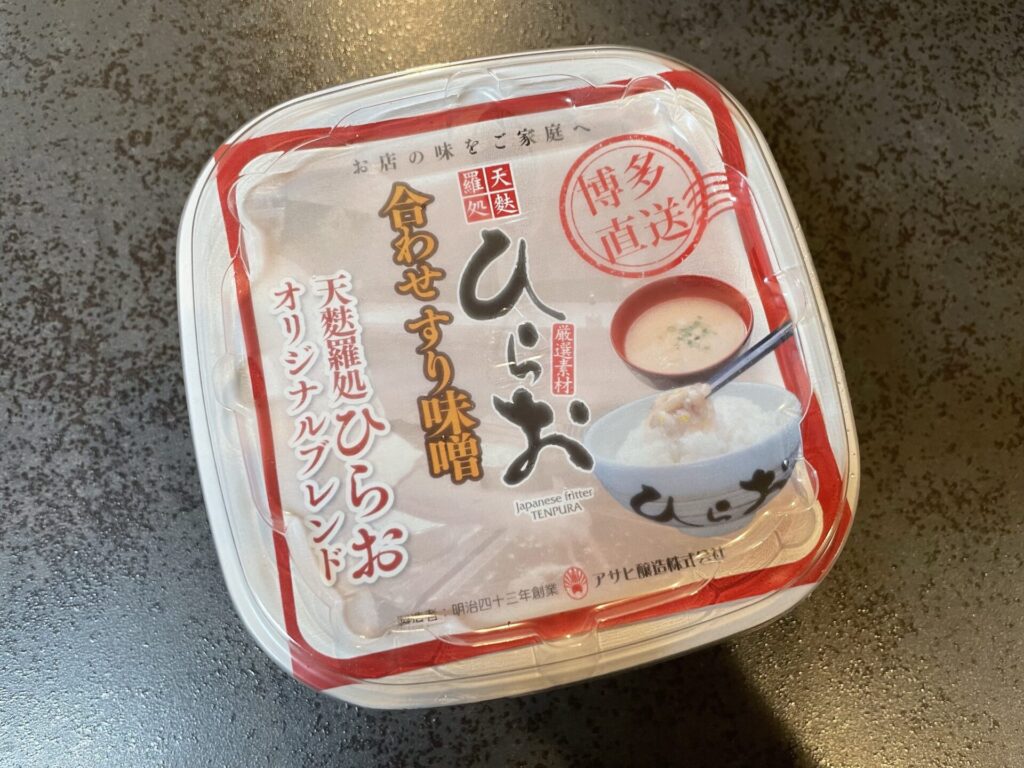 お店の味をご家庭へ
博多
直送
天麩
羅処
ひらお
厳選素材
Japanese fritter
TENPURA
合わせすり味噌
天麩羅処ひらお
オリジナルブレンド
ひらお
製造者：明治四十三年創業 アサヒ醸造株式会社